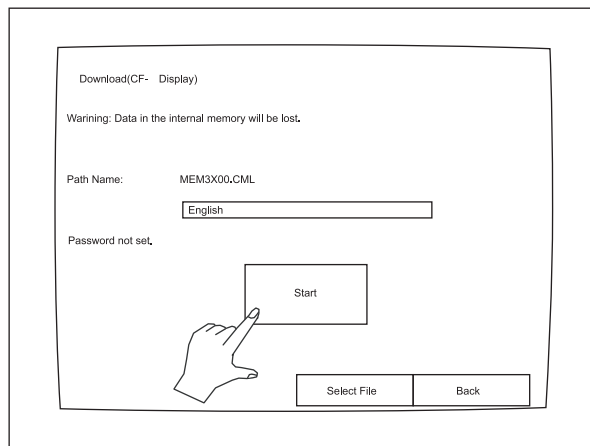 Download(CF- Display)
Warining: Data in the internal memory will be lost.
Path Name: MEM3X00.CML
English
Password not set.
Start
Select File Back